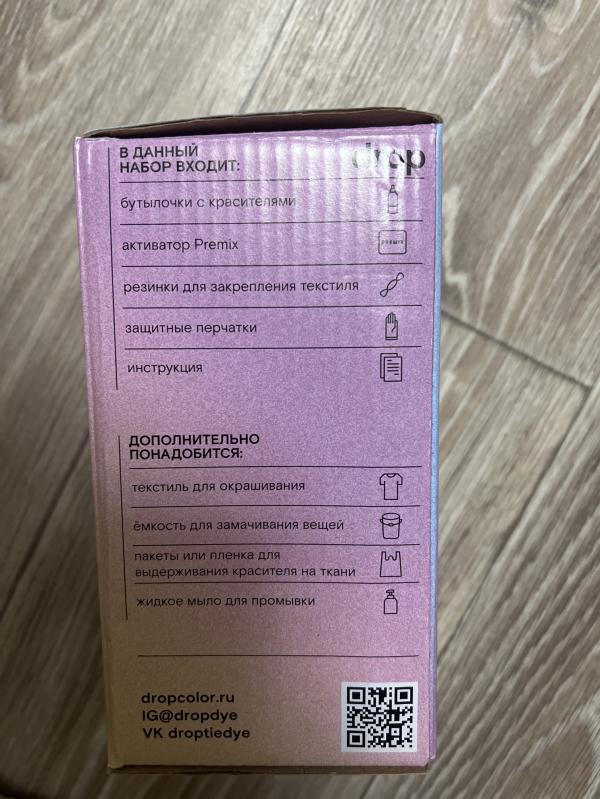 В ДАННЫЙ
НАБОР ВХОДИТ:
drop
бутылочки с красителями
активатор Premix
PREMIX
резинки для закрепления текстиля
защитные перчатки
инструкция
ДОПОЛНИТЕЛЬНО
ПОНАДОБИТСЯ:
текстиль для окрашивания
ёмкость для замачивания вещей
пакеты или пленка для
выдерживания красителя на ткани
жидкое мыло для промывки
dropcolor.ru
IG@dropdye
VK droptiedye